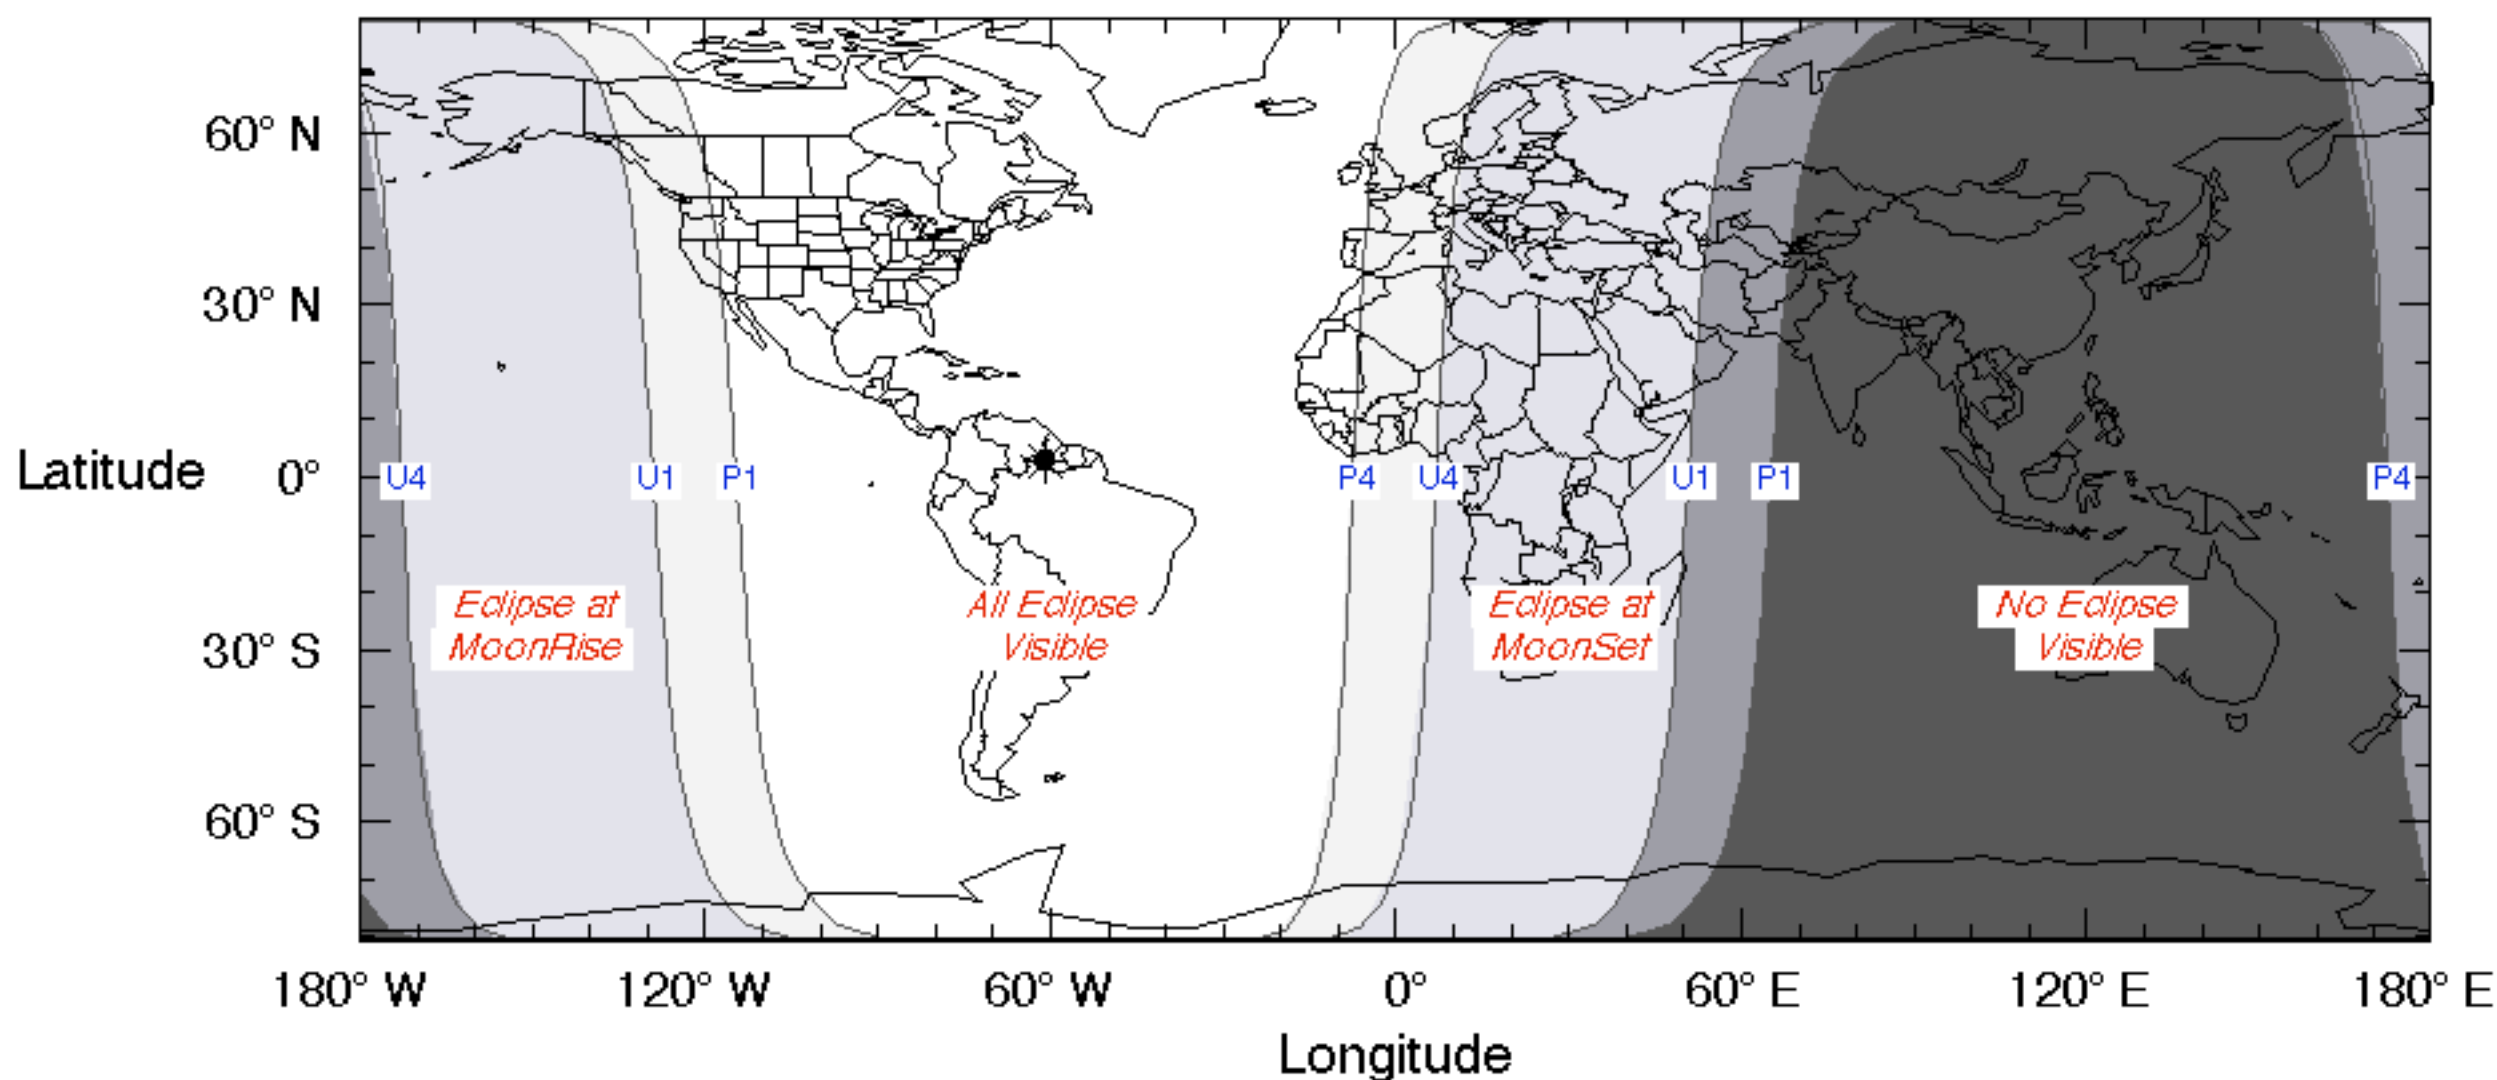 60° N
30° N
Latitude 0°
U4 U1 P1 P4 U4 U1 P1 P4
Eclipse at
MoonRise
All Eclipse
Visible
Eclipse at
MoonSet
No Eclipse
Visible
30° S
60° S
180° W 120° W 60° W 0° 60° E 120° E 180° E
Longitude